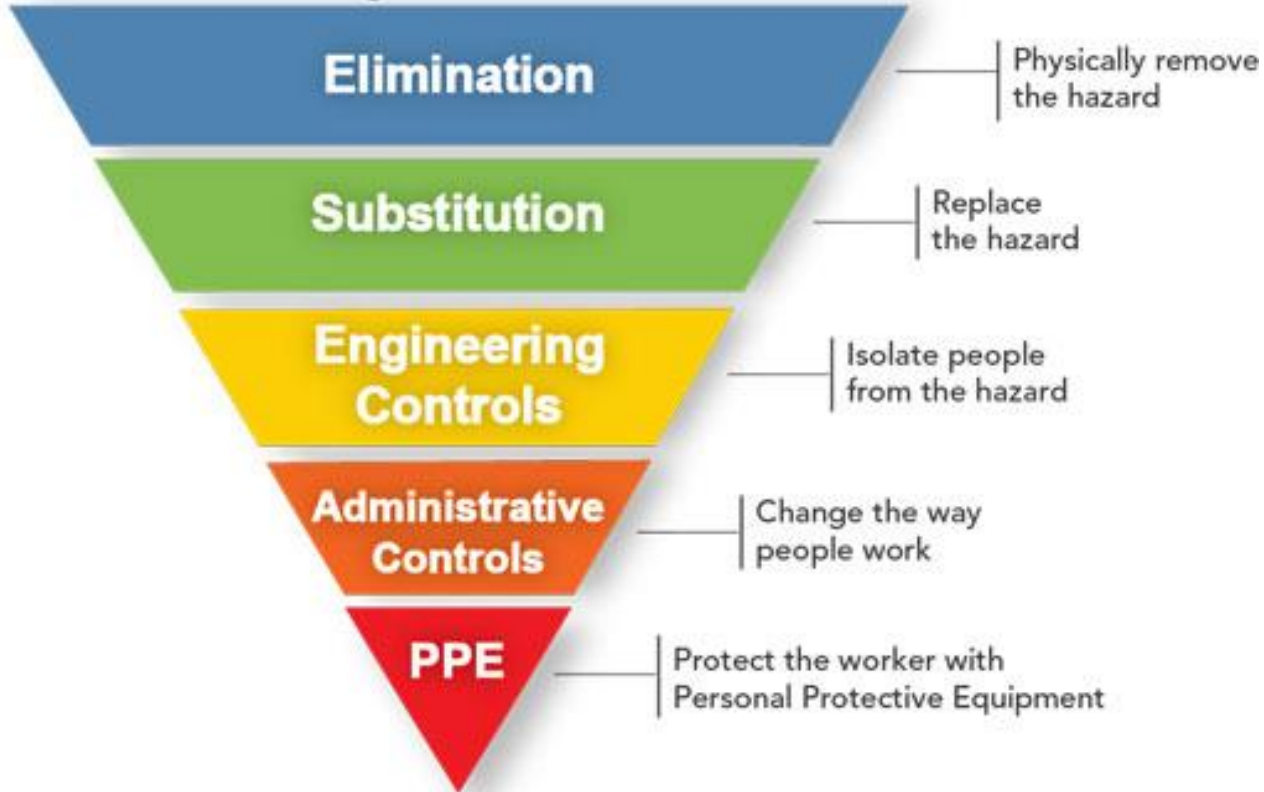 Elimination
Physically remove
the hazard
Substitution
Replace
the hazard
Engineering
Controls
Isolate people
from the hazard
Administrative
Controls
Change the way
people work
PPE
Protect the worker with
Personal Protective Equipment